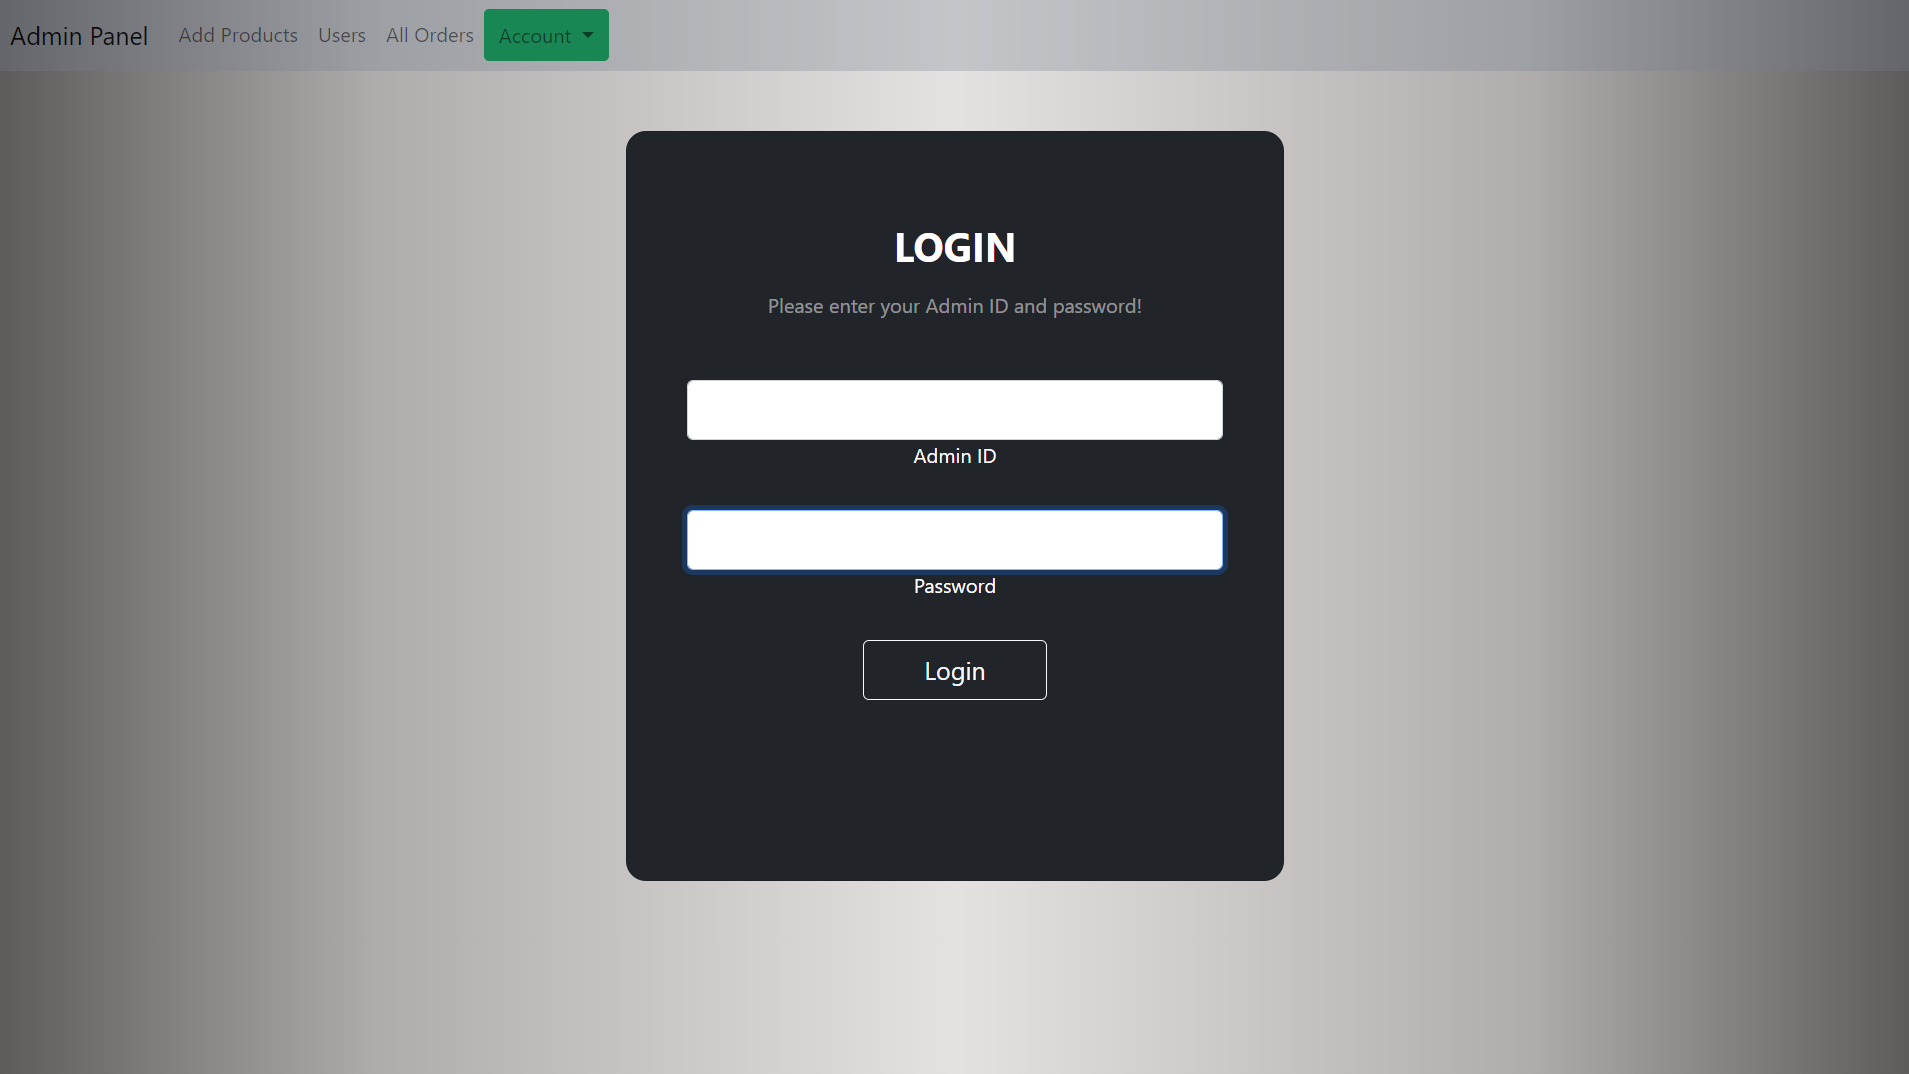 Admin Panel Add Products Users All Orders Account
LOGIN
Please enter your Admin ID and password!
Admin ID
Password
Login